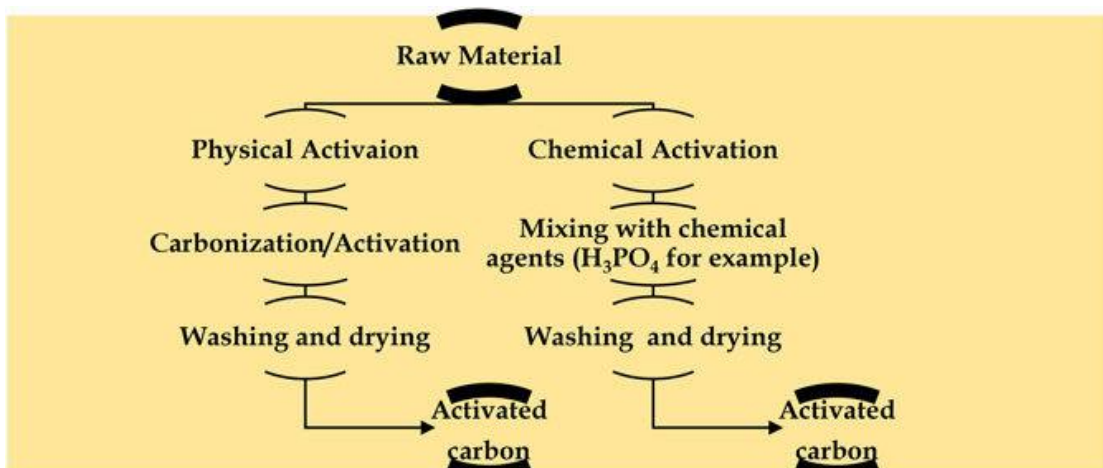 Raw Material
Physical Activaion
Chemical Activation
Carbonization/Activation
Mixing with chemical
agents (H₃PO₄ for example)
Washing and drying
Washing and drying
Activated
carbon
Activated
carbon